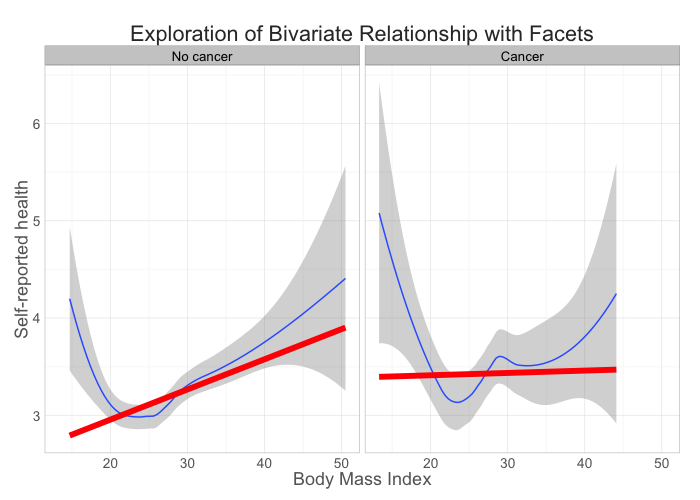 Exploration of Bivariate Relationship with Facets
No cancer
Cancer
6
5
4
3
Self-reported health
20 30 40 50
20 30 40 50
Body Mass Index